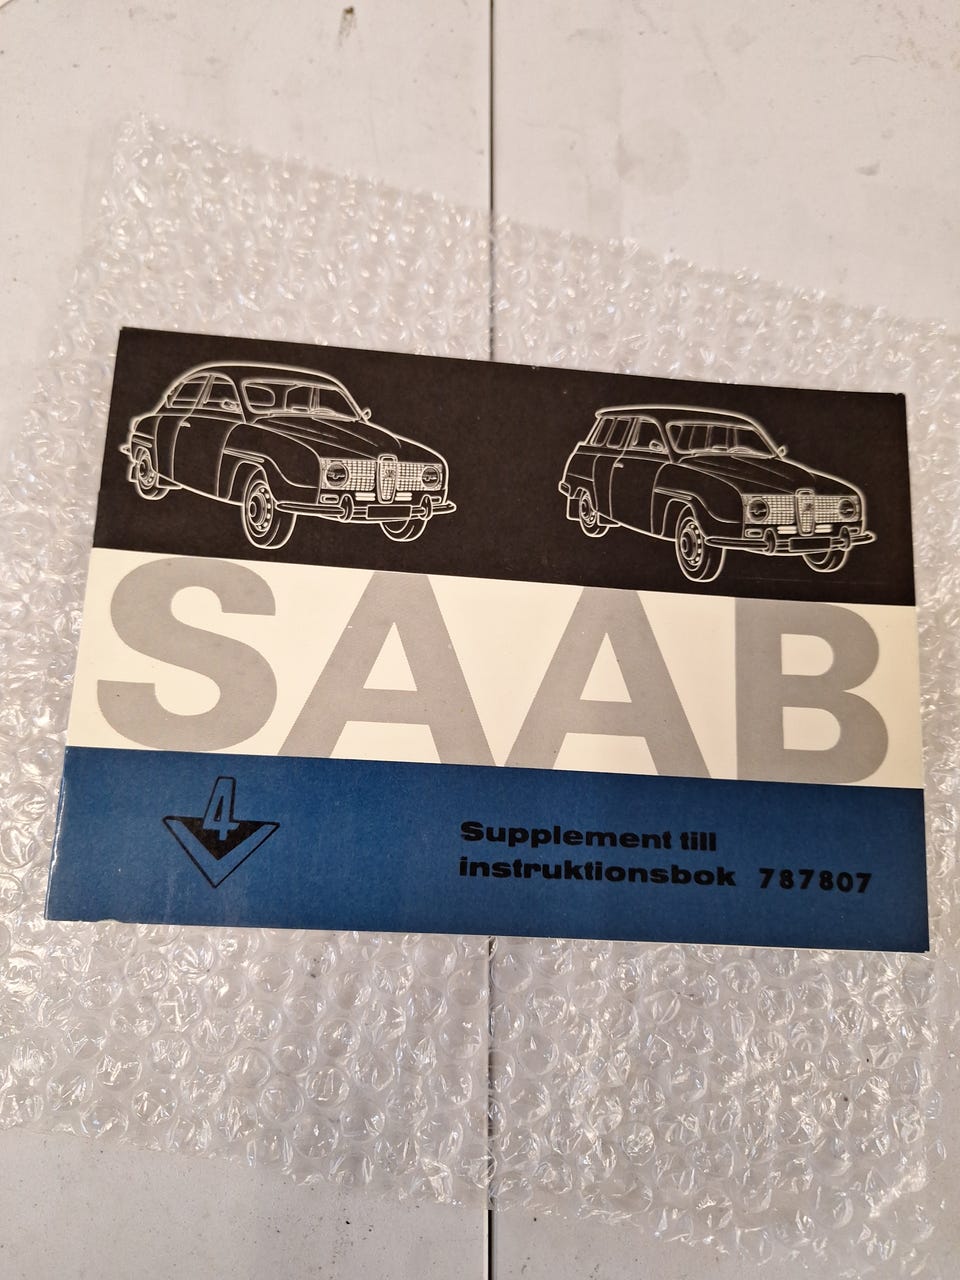 SAAB
4
Supplement till
instruktionsbok 787807